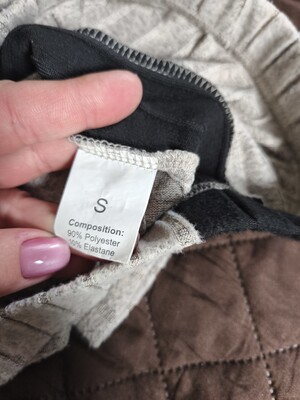 S
Composition:
90% Polyester
10% Elastane